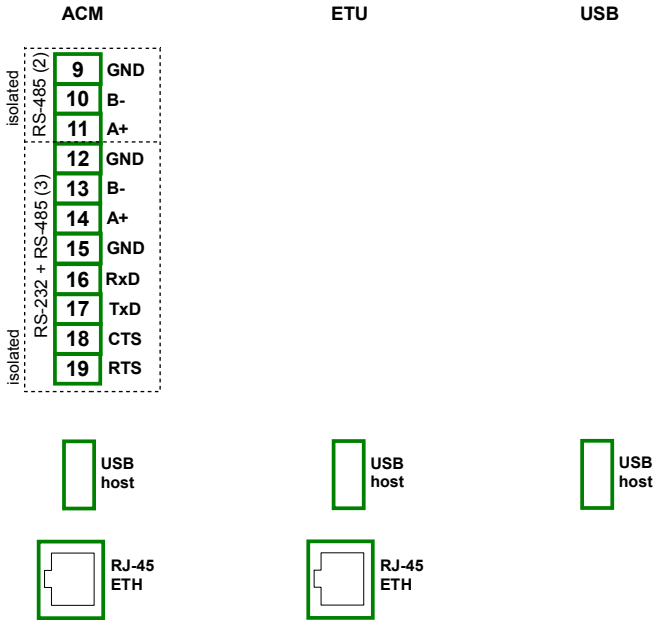 ACM ETU USB
isolated
RS-485 (2)
9 GND
10 B-
11 A+
isolated
RS-232 + RS-485 (3)
12 GND
13 B-
14 A+
15 GND
16 RxD
17 TxD
18 CTS
19 RTS
USB
host
USB
host
USB
host
RJ-45
ETH
RJ-45
ETH